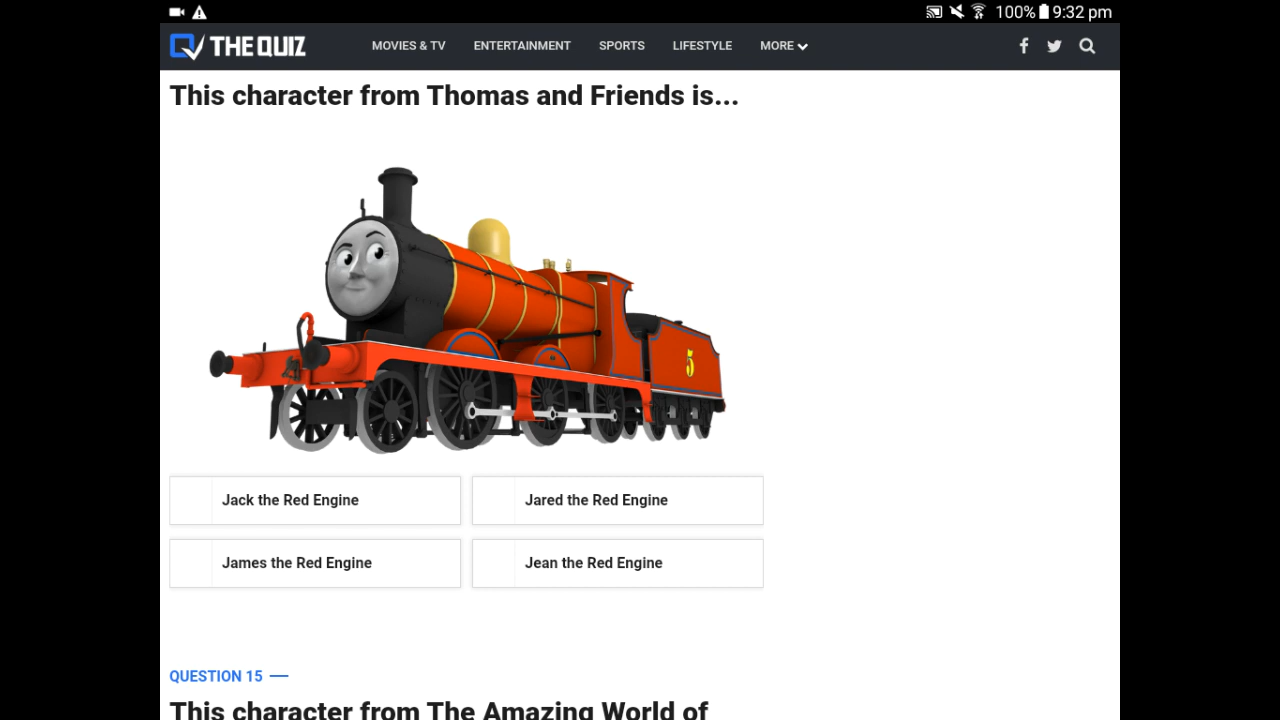 100% 9:32 pm
THE QUIZ MOVIES & TV ENTERTAINMENT SPORTS LIFESTYLE MORE
This character from Thomas and Friends is...
5
Jack the Red Engine
Jared the Red Engine
James the Red Engine
Jean the Red Engine
QUESTION 15
This character from The Amazing World of